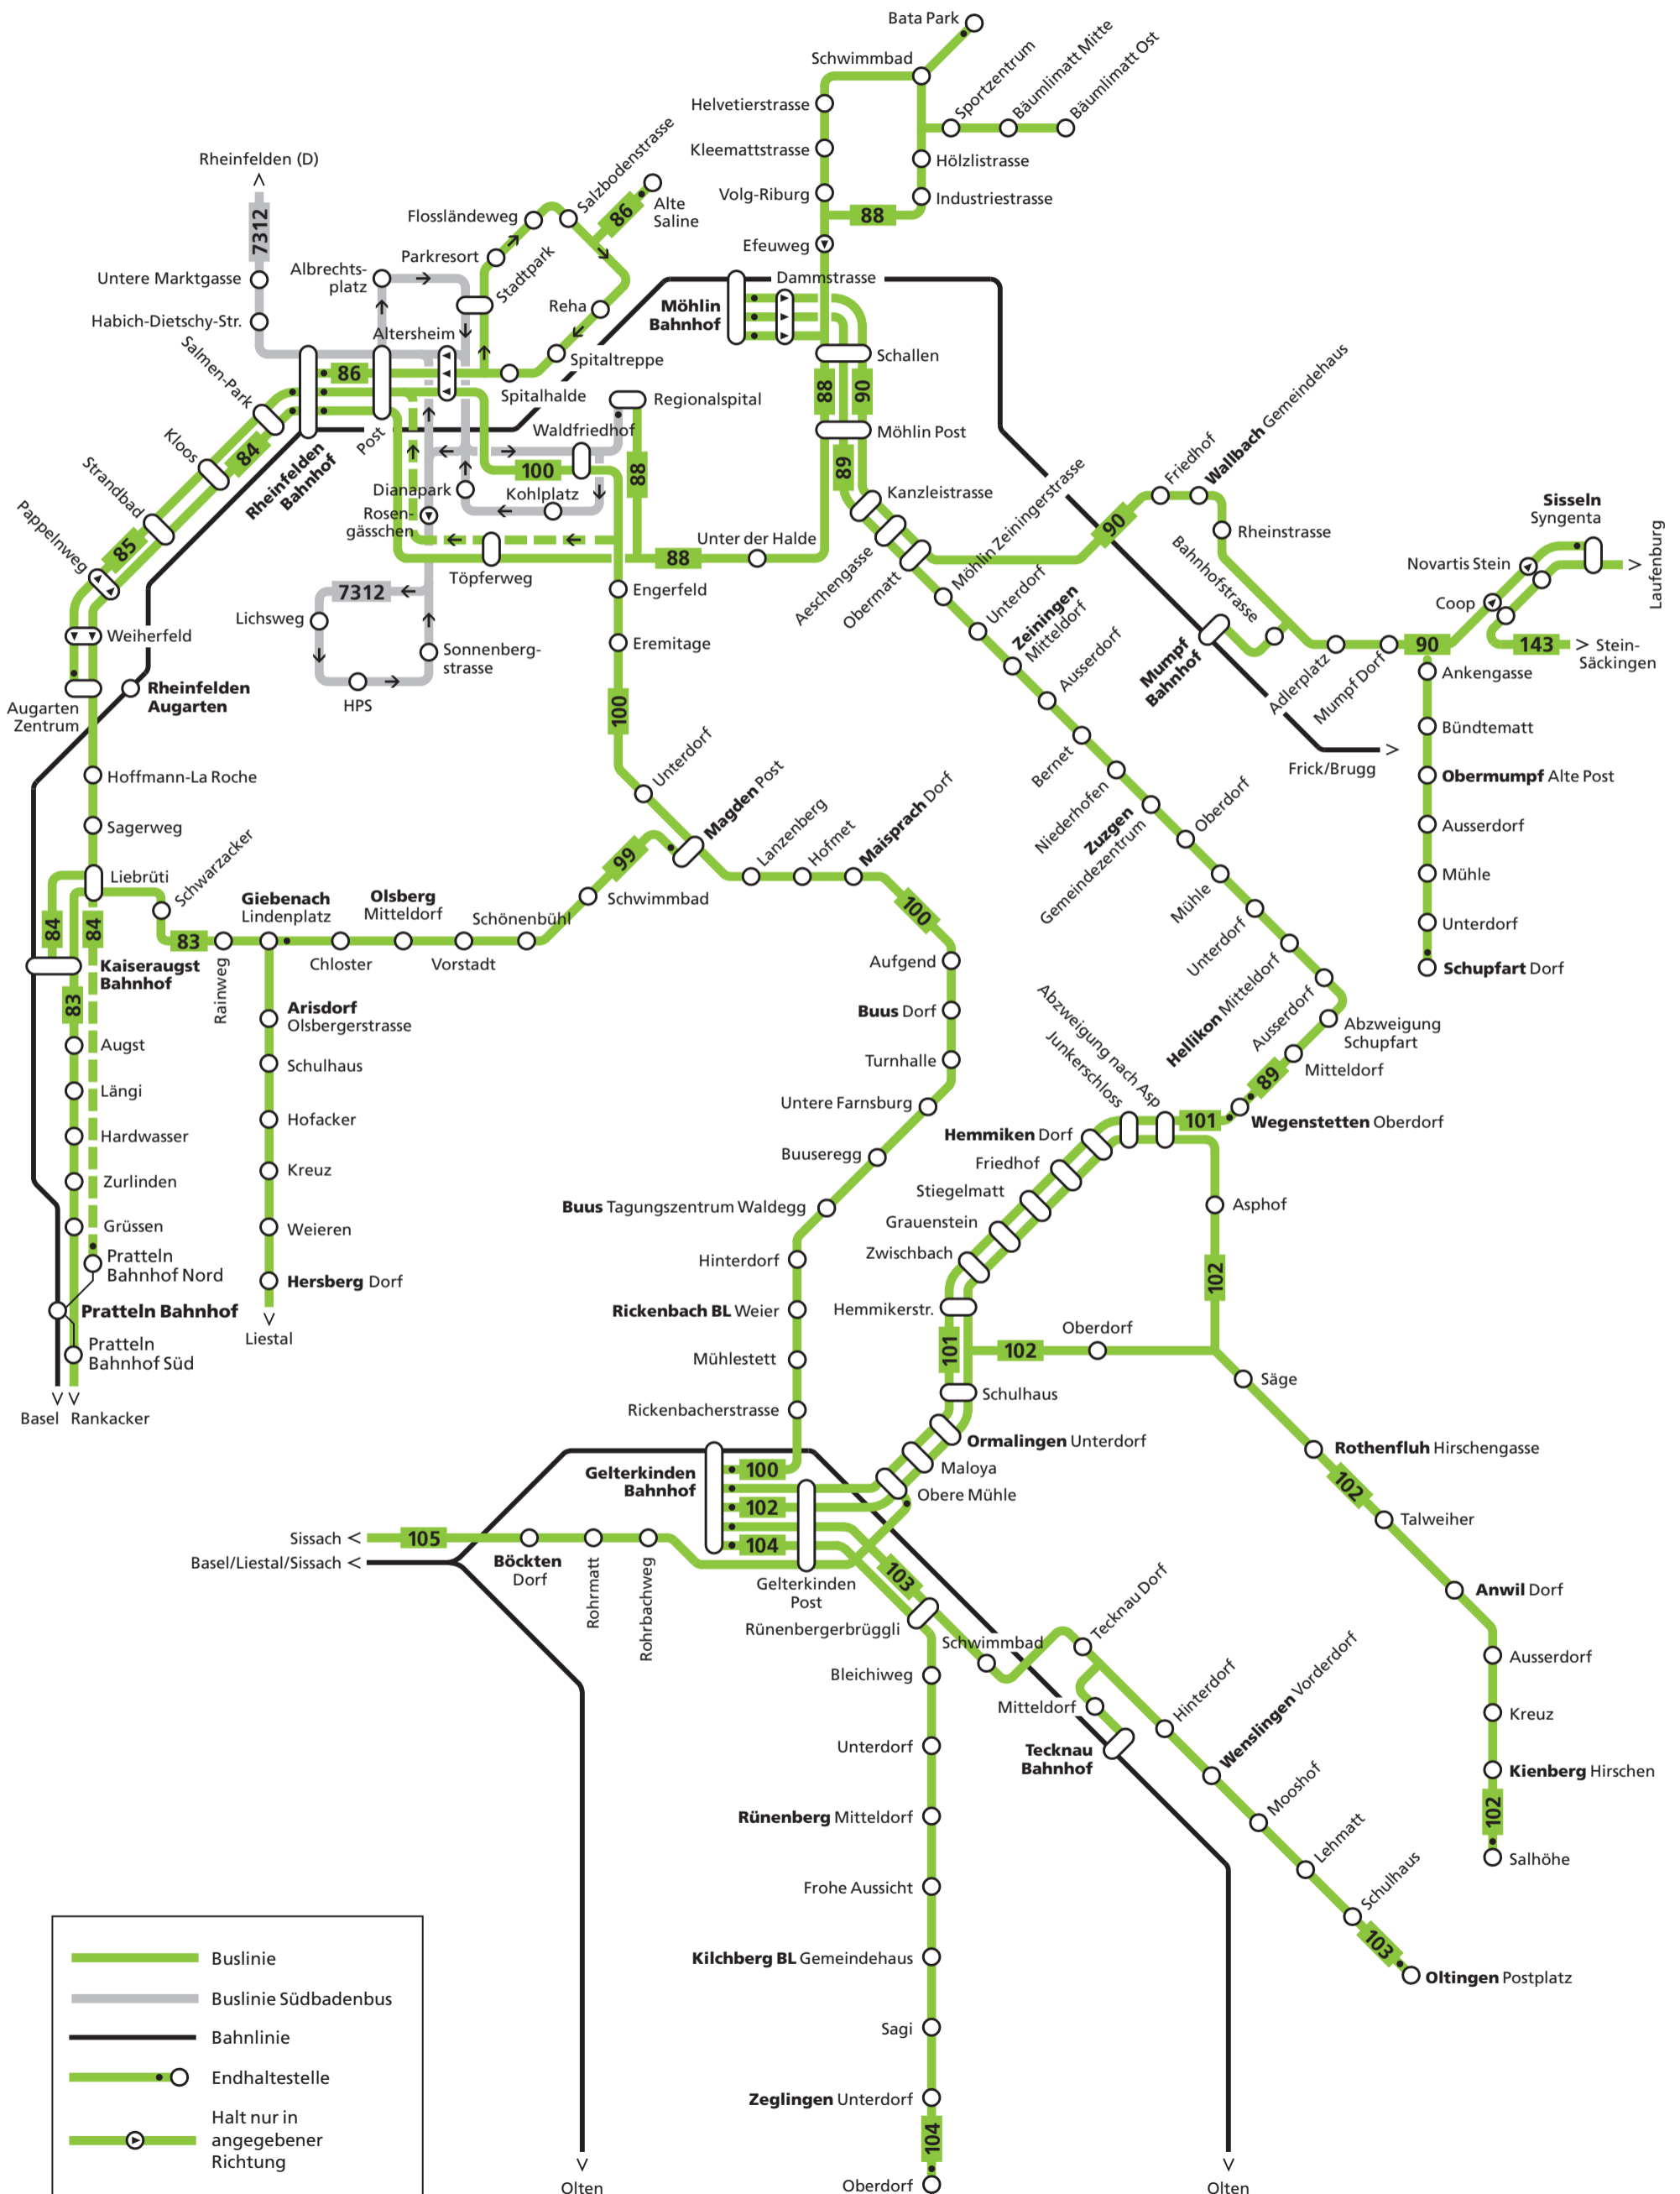 Bata Park
Schwimmbad
Sportzentrum
Bäumlimatt Mitte
Bäumlimatt Ost
Helvetierstrasse
Kleemattstrasse
Hölzlistrasse
Volg-Riburg
Industriestrasse
88
Efeuweg
Dammstrasse
Möhlin
Bahnhof
Schallen
88
90
Möhlin Post
89
Kanzleistrasse
Aeschengasse
Obermatt
Rheinfelden (D)
7312
Untere Marktgasse
Habich-Dietschy-Str.
Albrechts-
platz
Altersheim
Flossländeweg
Salzbodenstrasse
86
Alte
Saline
Parkresort
Stadtpark
Reha
Spitaltreppe
Spitalhalde
Salmen-Park
86
Kloos
84
Strandbad
85
Pappelnweg
Rheinfelden
Bahnhof
Post
Regionalspital
Waldfriedhof
100
88
Dianapark
Kohlplatz
Rosen-
gässchen
Töpferweg
88
Unter der Halde
7312
Lichsweg
Sonnenberg-
strasse
HPS
Engerfeld
Eremitage
100
Weiherfeld
Augarten
Zentrum
Rheinfelden
Augarten
Hoffmann-La Roche
Sagerweg
Liebrüti
Schwarzacker
84
84
83
Kaiseraugst
Bahnhof
83
Rainweg
Giebenach
Lindenplatz
Olsberg
Mitteldorf
Chloster
Vorstadt
Schönenbühl
Schwimmbad
99
Unterdorf
Magden Post
Lanzenberg
Hofmet
Maisprach Dorf
100
Aufgend
Buus Dorf
Turnhalle
Untere Farnsburg
Buuseregg
Buus Tagungszentrum Waldegg
Hinterdorf
Rickenbach BL Weier
Mühlestett
Rickenbacherstrasse
Augst
Längi
Hardwasser
Zurlinden
Grüssen
Pratteln
Bahnhof Nord
Pratteln Bahnhof
Pratteln
Bahnhof Süd
Basel
Rankacker
Arisdorf
Olsbergerstrasse
Schulhaus
Hofacker
Kreuz
Weieren
Hersberg Dorf
Liestal
Möhlin Zeiningerstrasse
Unterdorf
Zeiningen
Mitteldorf
Ausserdorf
Bernet
Niederhofen
Zuzgen
Gemeindezentrum
Oberdorf
Mühle
Unterdorf
Hellikon Mitteldorf
Ausserdorf
Abzweigung
Schupfart
Mitteldorf
89
Wegenstetten Oberdorf
90
Friedhof
Wallbach Gemeindehaus
Rheinstrasse
Bahnhofstrasse
Mumpf
Bahnhof
Adlerplatz
Mumpf Dorf
90
Frick/Brugg
Sisseln
Syngenta
Novartis Stein
Coop
Laufenburg
143
Stein-
Säckingen
Ankengasse
Bündtematt
Obermumpf Alte Post
Ausserdorf
Mühle
Unterdorf
Schupfart Dorf
101
Abzweigung nach Asp
Junkerschloss
Hemmiken Dorf
Friedhof
Stiegelmatt
Grauenstein
Zwischbach
Hemmikerstr.
101
Asphof
102
102
Oberdorf
Schulhaus
Ormalingen Unterdorf
Maloya
Obere Mühle
Säge
Rothenfluh Hirschengasse
102
Talweiher
Anwil Dorf
Ausserdorf
Kreuz
Kienberg Hirschen
102
Salhöhe
Gelterkinden
Bahnhof
100
102
104
Gelterkinden
Post
103
Sissach
105
Basel/Liestal/Sissach
Böckten
Dorf
Rohrmatt
Rohrbachweg
Rünenbergerbrüggli
Schwimmbad
Tecknau Dorf
Mitteldorf
Tecknau
Bahnhof
Hinterdorf
Wenslingen Vorderdorf
Mooshof
Lehmatt
Schulhaus
103
Oltingen Postplatz
Bleichiweg
Unterdorf
Rünenberg Mitteldorf
Frohe Aussicht
Kilchberg BL Gemeindehaus
Sagi
Zeglingen Unterdorf
104
Oberdorf
Olten
Olten
Buslinie
Buslinie Südbadenbus
Bahnlinie
Endhaltestelle
Halt nur in
angegebener
Richtung